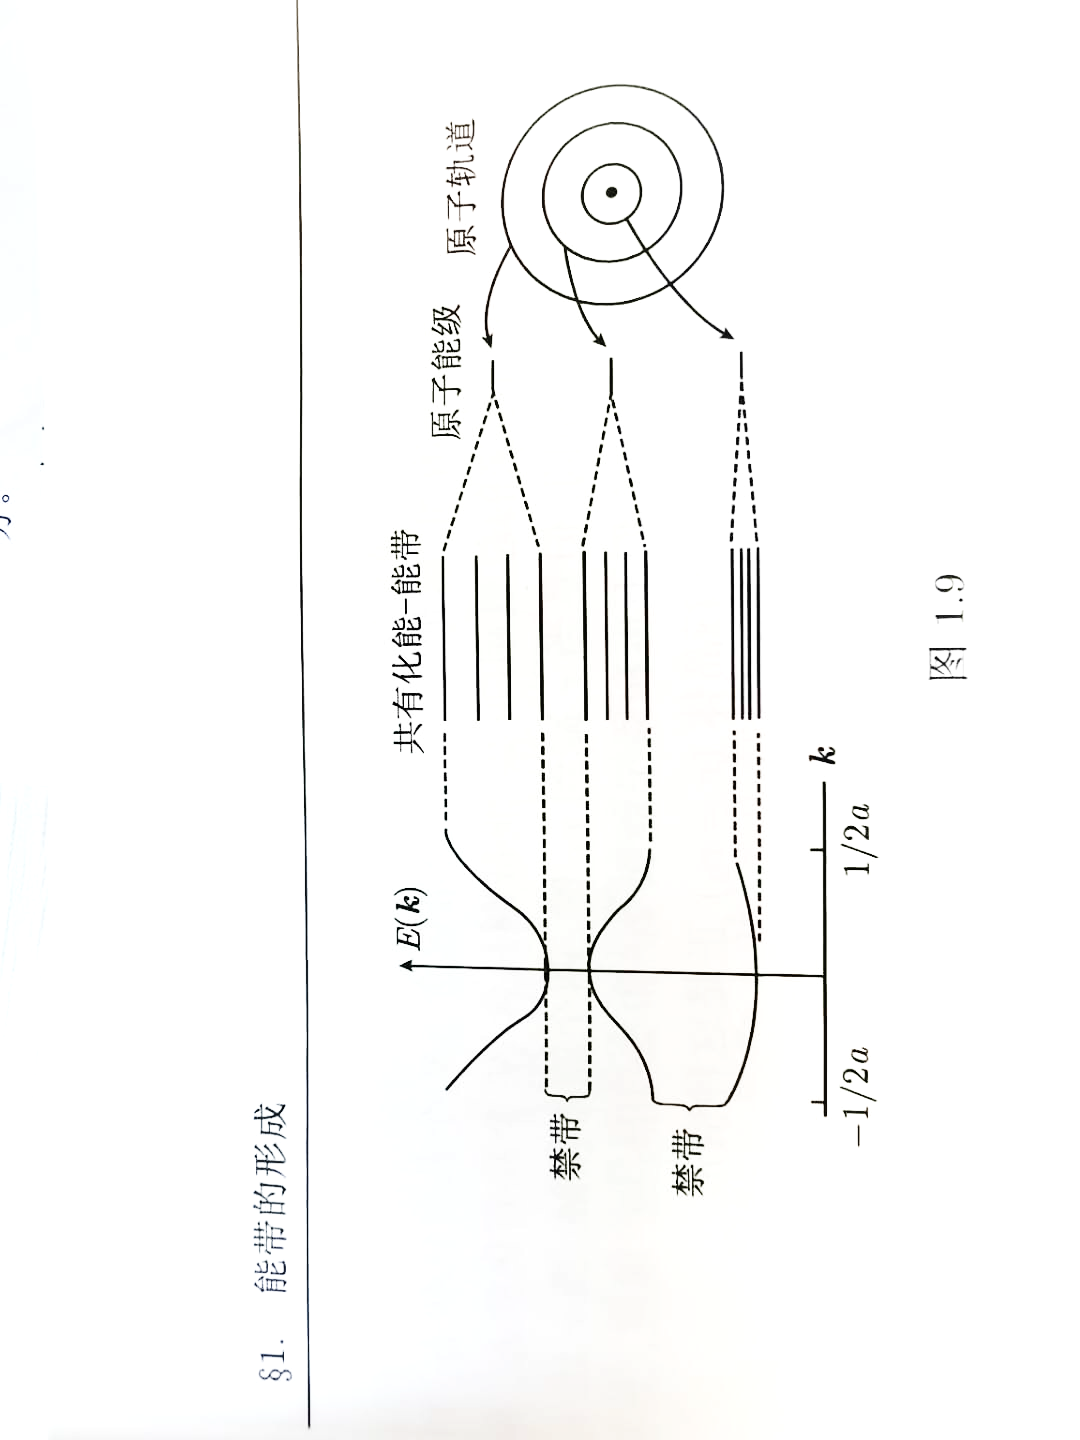 §1. 能带的形成
E(k)
共有化能-能带
原子能级
原子轨道
禁带
禁带
-1/2a
1/2a
k
图 1.9